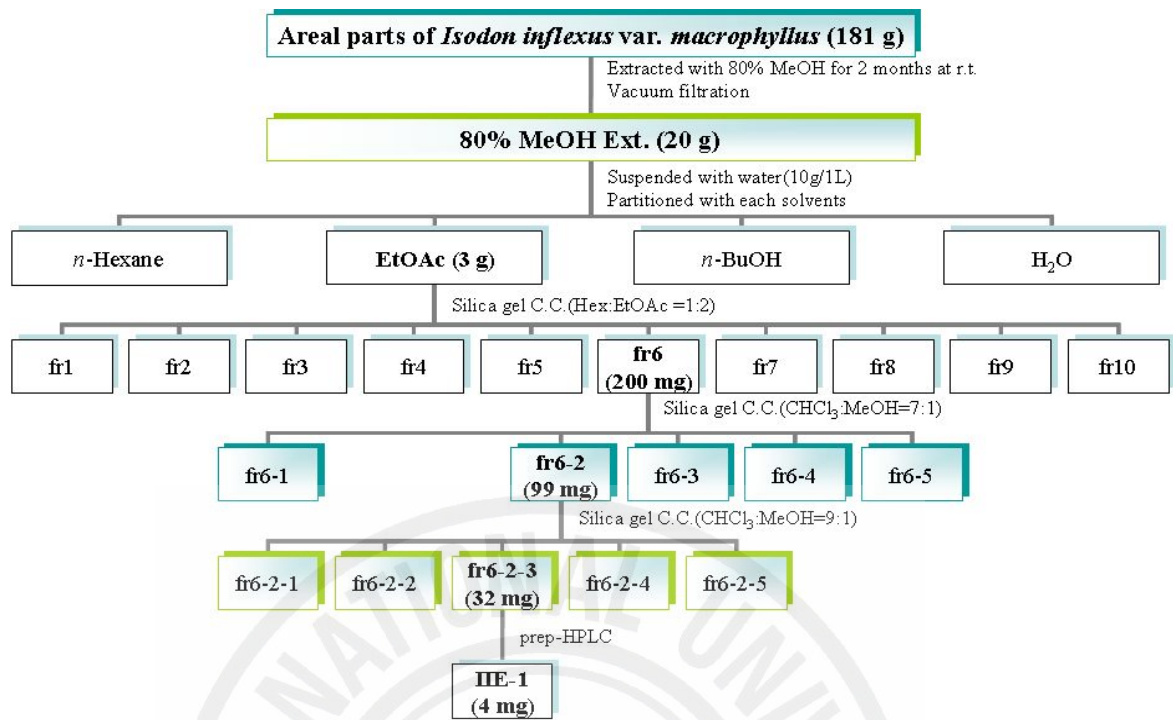 Areal parts of Isodon inflexus var. macrophyllus (181 g)
Extracted with 80% MeOH for 2 months at r.t.
Vacuum filtration
80% MeOH Ext. (20 g)
Suspended with water(10g/1L)
Partitioned with each solvents
n-Hexane
EtOAc (3 g)
n-BuOH
H₂O
Silica gel C.C.(Hex:EtOAc =1:2)
fr1
fr2
fr3
fr4
fr5
fr6
(200 mg)
fr7
fr8
fr9
fr10
Silica gel C.C.(CHCl₃:MeOH=7:1)
fr6-1
fr6-2
(99 mg)
fr6-3
fr6-4
fr6-5
Silica gel C.C.(CHCl₃:MeOH=9:1)
fr6-2-1
fr6-2-2
fr6-2-3
(32 mg)
fr6-2-4
fr6-2-5
prep-HPLC
IIE-1
(4 mg)
NATIONAL UNI